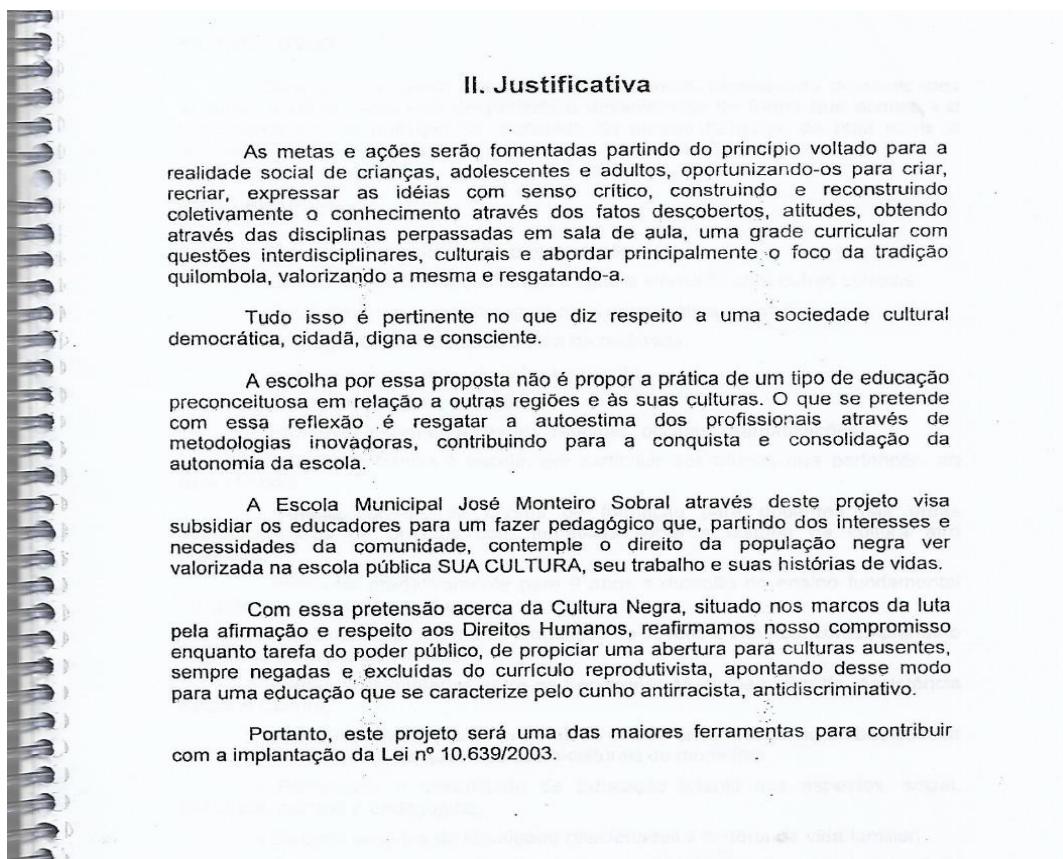 II. Justificativa
As metas e ações serão fomentadas partindo do princípio voltado para a
realidade social de crianças, adolescentes e adultos, oportunizando-os para criar,
recriar, expressar as idéias com senso crítico, construindo e reconstruindo
coletivamente o conhecimento através dos fatos descobertos, atitudes, obtendo
através das disciplinas perpassadas em sala de aula, uma grade curricular com
questões interdisciplinares, culturais e abordar principalmente o foco da tradição
quilombola, valorizando a mesma e resgatando-a.
Tudo isso é pertinente no que diz respeito a uma sociedade cultural
democrática, cidadã, digna e consciente.
A escolha por essa proposta não é propor a prática de um tipo de educação
preconceituosa em relação a outras regiões e às suas culturas. O que se pretende
com essa reflexão é resgatar a autoestima dos profissionais através de
metodologias inovadoras, contribuindo para a conquista e consolidação da
autonomia da escola.
A Escola Municipal José Monteiro Sobral através deste projeto visa
subsidiar os educadores para um fazer pedagógico que, partindo dos interesses e
necessidades da comunidade, contemple o direito da população negra ver
valorizada na escola pública SUA CULTURA, seu trabalho e suas histórias de vidas.
Com essa pretensão acerca da Cultura Negra, situado nos marcos da luta
pela afirmação e respeito aos Direitos Humanos, reafirmamos nosso compromisso
enquanto tarefa do poder público, de propiciar uma abertura para culturas ausentes,
sempre negadas e excluídas do currículo reprodutivista, apontando desse modo
para uma educação que se caracterize pelo cunho antirracista, antidiscriminativo.
Portanto, este projeto será uma das maiores ferramentas para contribuir
com a implantação da Lei nº 10.639/2003.